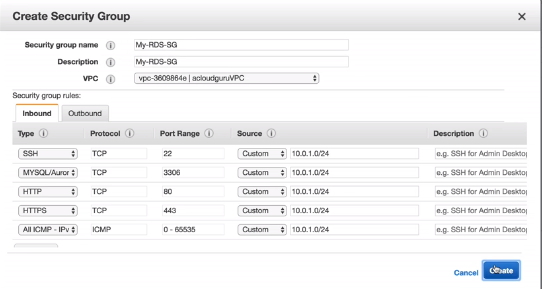 Create Security Group ×
Security group name i My-RDS-SG
Description i My-RDS-SG
VPC i vpc-3609864e | acloudguruVPC
Security group rules:
Inbound Outbound
Type i Protocol i Port Range i Source i Description i
SSH TCP 22 Custom 10.0.1.0/24 e.g. SSH for Admin Desktop
MYSQL/Auror TCP 3306 Custom 10.0.1.0/24 e.g. SSH for Admin Desktop
HTTP TCP 80 Custom 10.0.1.0/24 e.g. SSH for Admin Desktop
HTTPS TCP 443 Custom 10.0.1.0/24 e.g. SSH for Admin Desktop
All ICMP - IPv ICMP 0 - 65535 Custom 10.0.1.0/24 e.g. SSH for Admin Desktop
Cancel Create